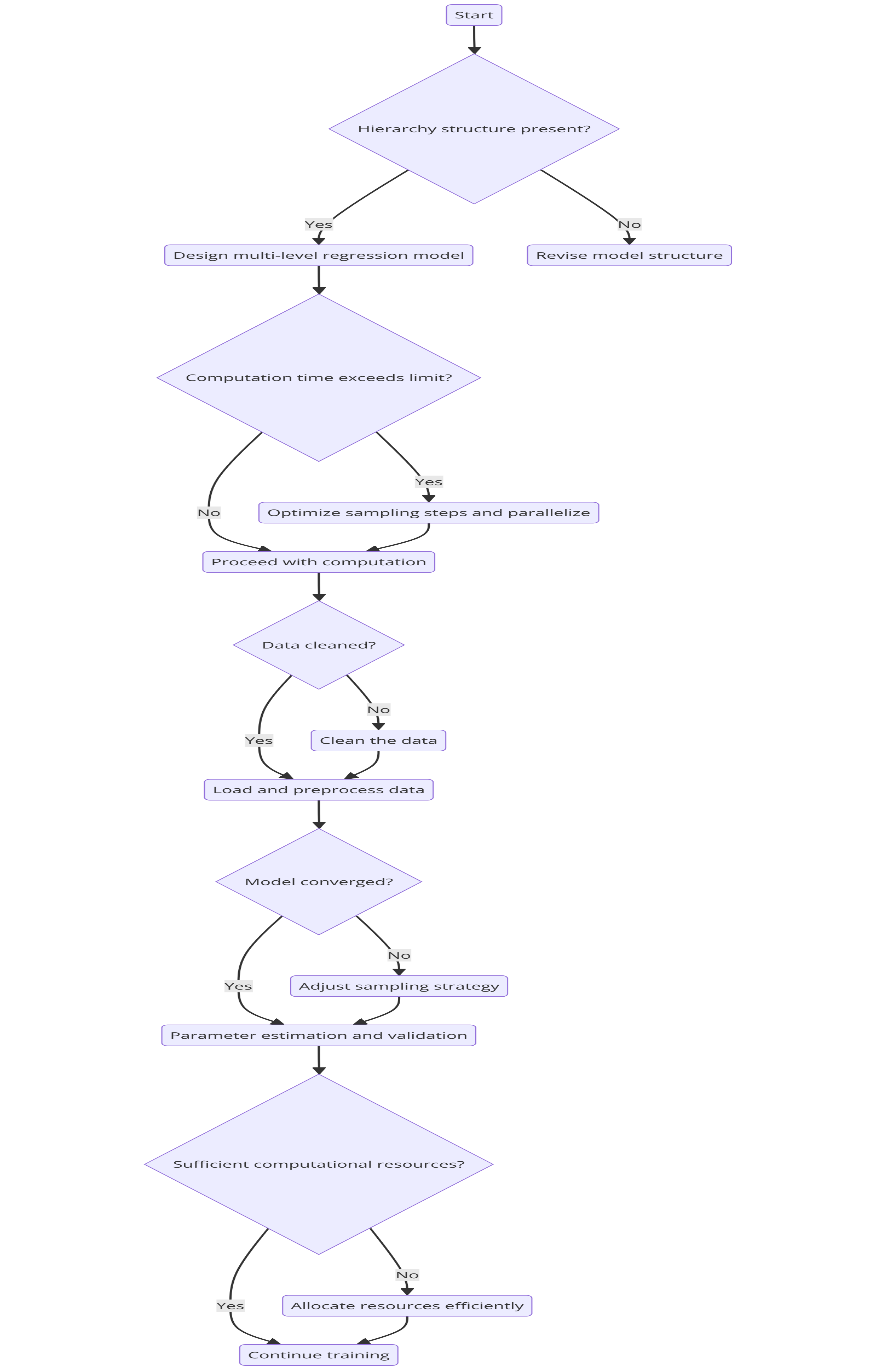 Start
Hierarchy structure present?
Yes
No
Design multi-level regression model
Revise model structure
Computation time exceeds limit?
Yes
No
Optimize sampling steps and parallelize
Proceed with computation
Data cleaned?
No
Yes
Clean the data
Load and preprocess data
Model converged?
No
Yes
Adjust sampling strategy
Parameter estimation and validation
Sufficient computational resources?
No
Yes
Allocate resources efficiently
Continue training